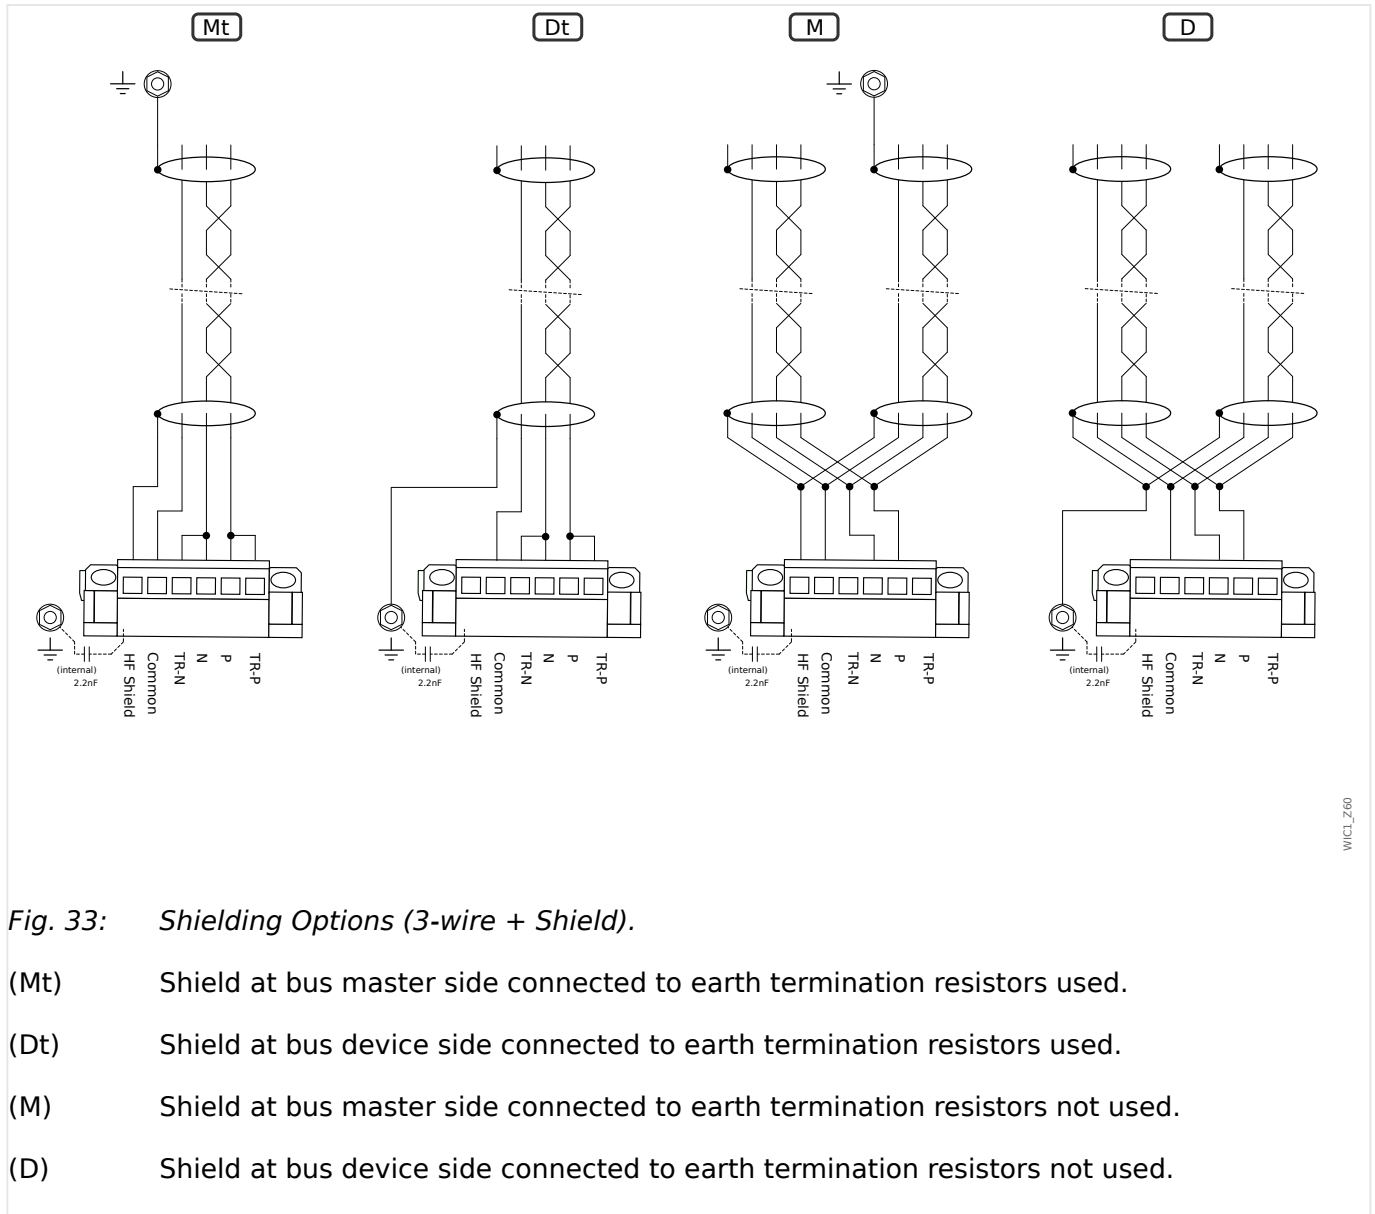 Mt Dt M D
(internal) (internal) (internal) (internal)
2.2nF 2.2nF 2.2nF 2.2nF
HF Shield Common TR-N N P TR-P
HF Shield Common TR-N N P TR-P
HF Shield Common TR-N N P TR-P
HF Shield Common TR-N N P TR-P
WIC1_Z60
Fig. 33: Shielding Options (3-wire + Shield).
(Mt) Shield at bus master side connected to earth termination resistors used.
(Dt) Shield at bus device side connected to earth termination resistors used.
(M) Shield at bus master side connected to earth termination resistors not used.
(D) Shield at bus device side connected to earth termination resistors not used.